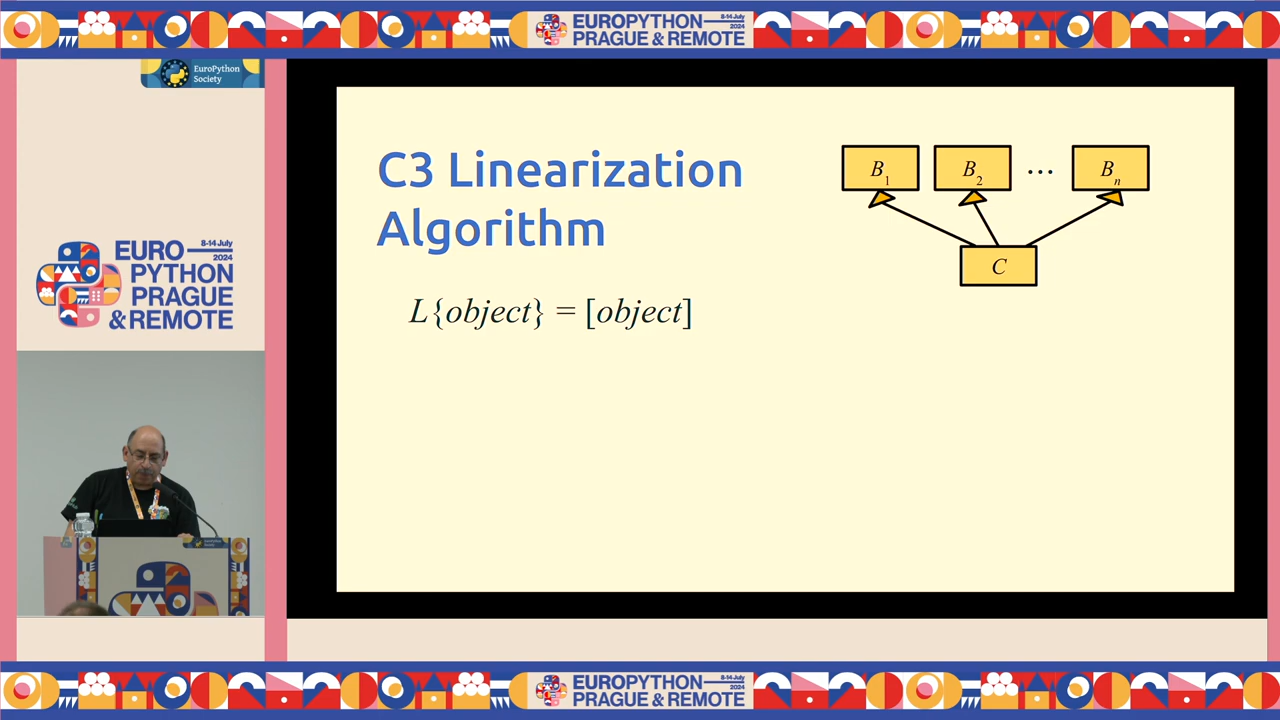 EUROPYTHON
8-14 July
2024
PRAGUE & REMOTE
EuroPython
Society
C3 Linearization
Algorithm
B1
B2
...
Bn
C
L{object} = [object]
EURO
8-14 July
2024
PYTHON
PRAGUE
& REMOTE
EUROPYTHON
8-14 July
2024
PRAGUE & REMOTE